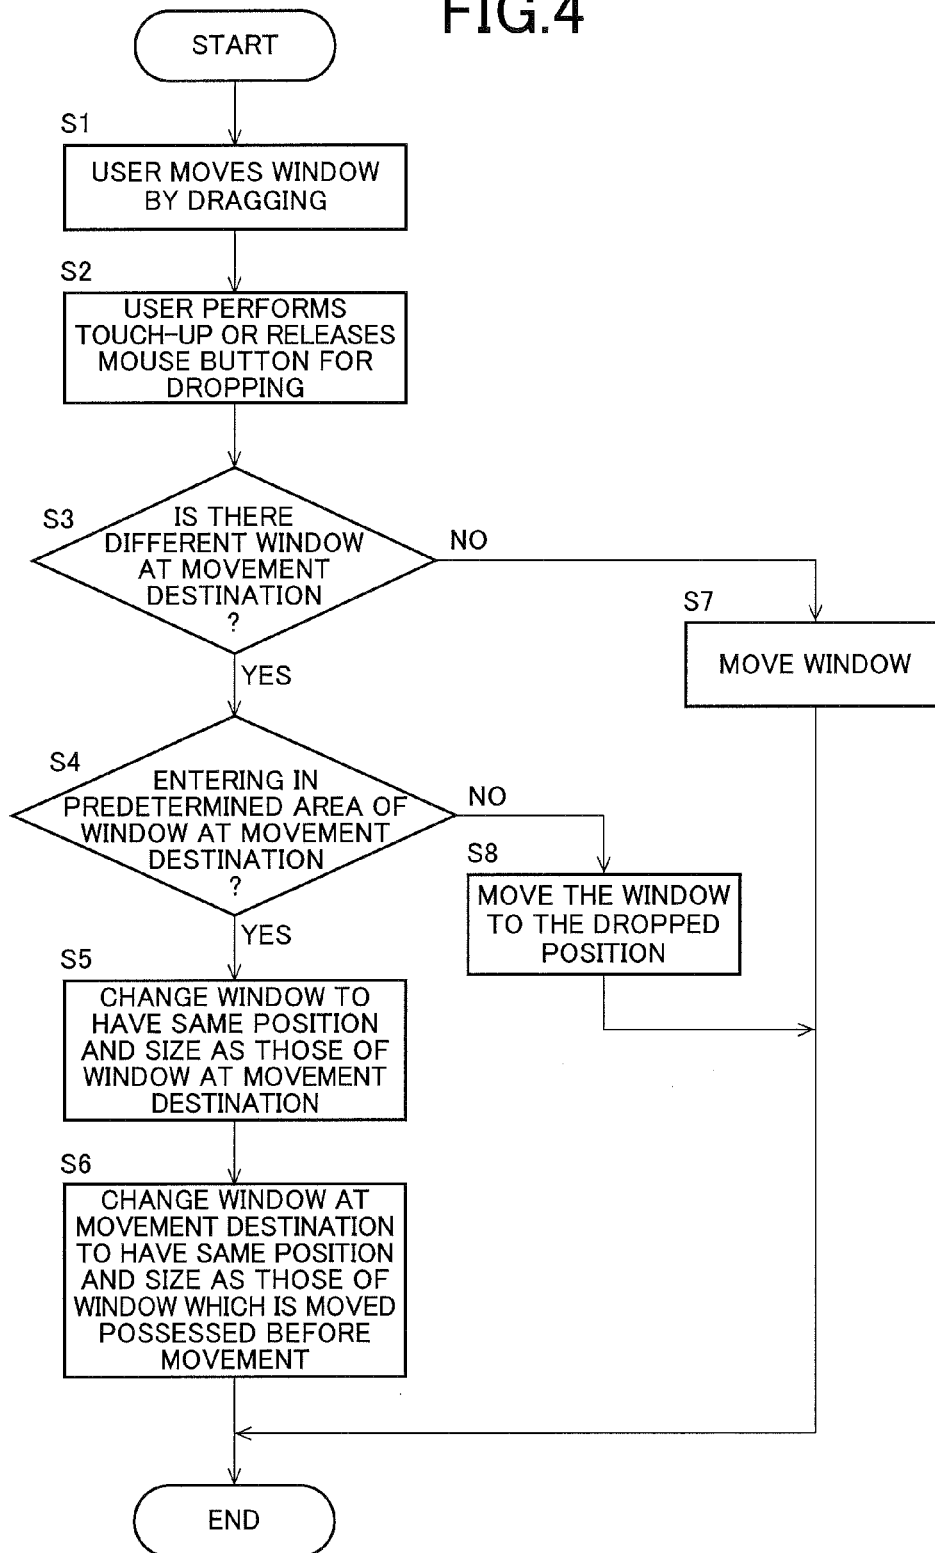 FIG.4
START
S1
USER MOVES WINDOW
BY DRAGGING
S2
USER PERFORMS
TOUCH-UP OR RELEASES
MOUSE BUTTON FOR
DROPPING
S3
IS THERE
DIFFERENT WINDOW
AT MOVEMENT
DESTINATION
?
NO
YES
S7
MOVE WINDOW
S4
ENTERING IN
PREDETERMINED AREA OF
WINDOW AT MOVEMENT
DESTINATION
?
NO
YES
S8
MOVE THE WINDOW
TO THE DROPPED
POSITION
S5
CHANGE WINDOW TO
HAVE SAME POSITION
AND SIZE AS THOSE OF
WINDOW AT MOVEMENT
DESTINATION
S6
CHANGE WINDOW AT
MOVEMENT DESTINATION
TO HAVE SAME POSITION
AND SIZE AS THOSE OF
WINDOW WHICH IS MOVED
POSSESSED BEFORE
MOVEMENT
END